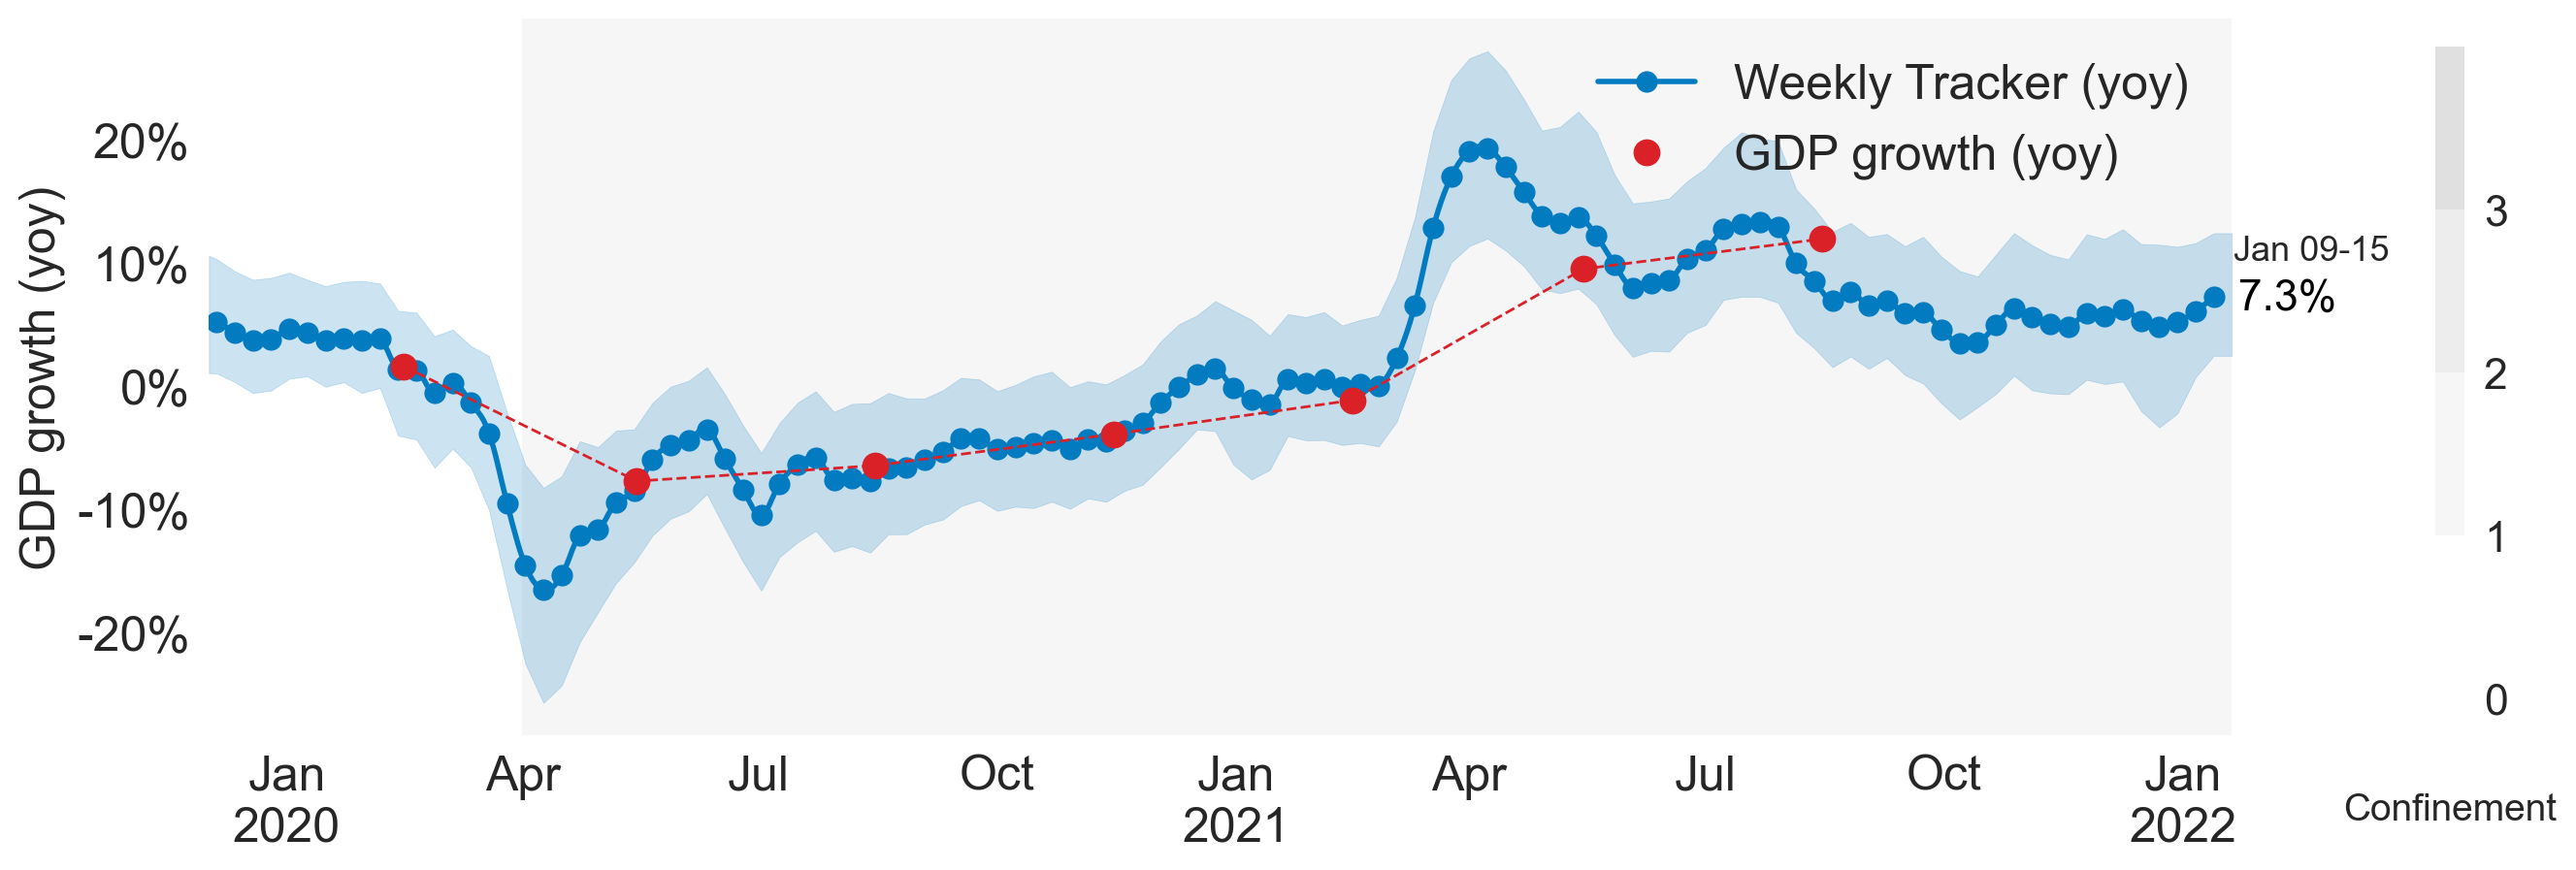 Weekly Tracker (yoy)
GDP growth (yoy)
GDP growth (yoy)
20%
10%
0%
-10%
-20%
Jan 09-15
7.3%
3
2
1
0
Jan Apr Jul Oct Jan Apr Jul Oct Jan
2020 2021 2022
Confinement